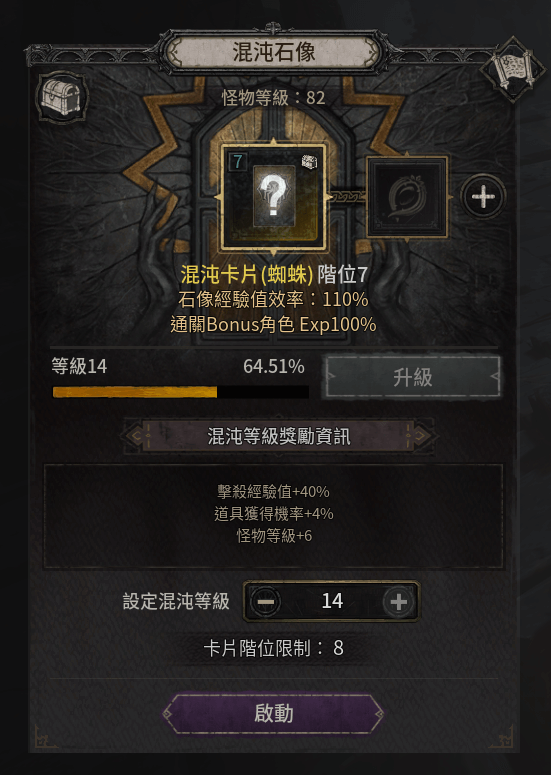 混沌石像
怪物等級：82
7
混沌卡片(蜘蛛) 階位7
石像經驗值效率：110%
通關Bonus角色 Exp100%
等級14
64.51%
升級
混沌等級獎勵資訊
擊殺經驗值+40%
道具獲得機率+4%
怪物等級+6
設定混沌等級
14
卡片階位限制： 8
啟動